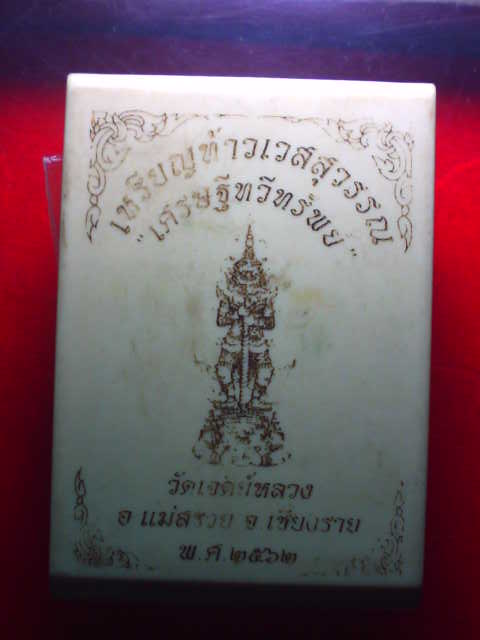 เหรียญท้าวเวสสุวรรณ
"เศรษฐีทวีทรัพย์"
วัดเจดีย์หลวง
อ แม่สรวย จ เชียงราย
พ.ศ.๒๕๖๒